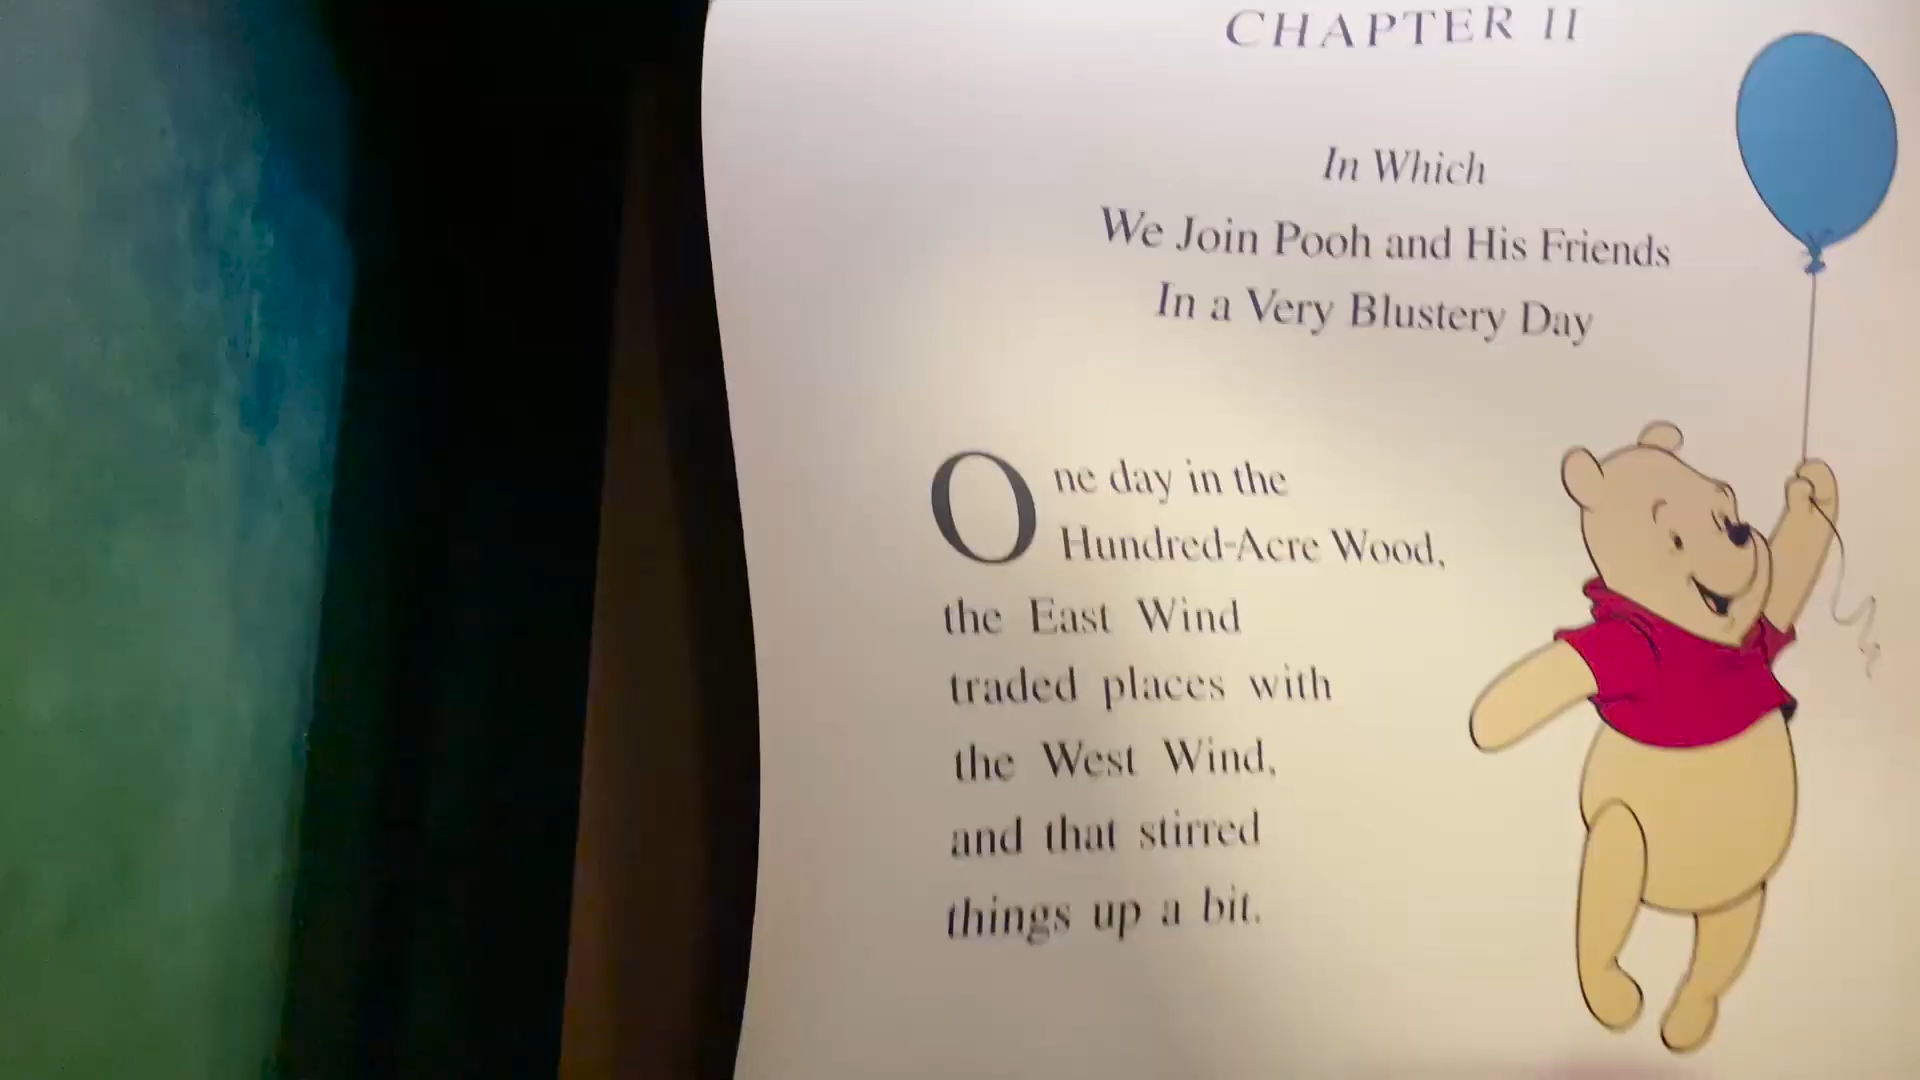 CHAPTER II
In Which
We Join Pooh and His Friends
In a Very Blustery Day
One day in the
Hundred-Acre Wood,
the East Wind
traded places with
the West Wind,
and that stirred
things up a bit.